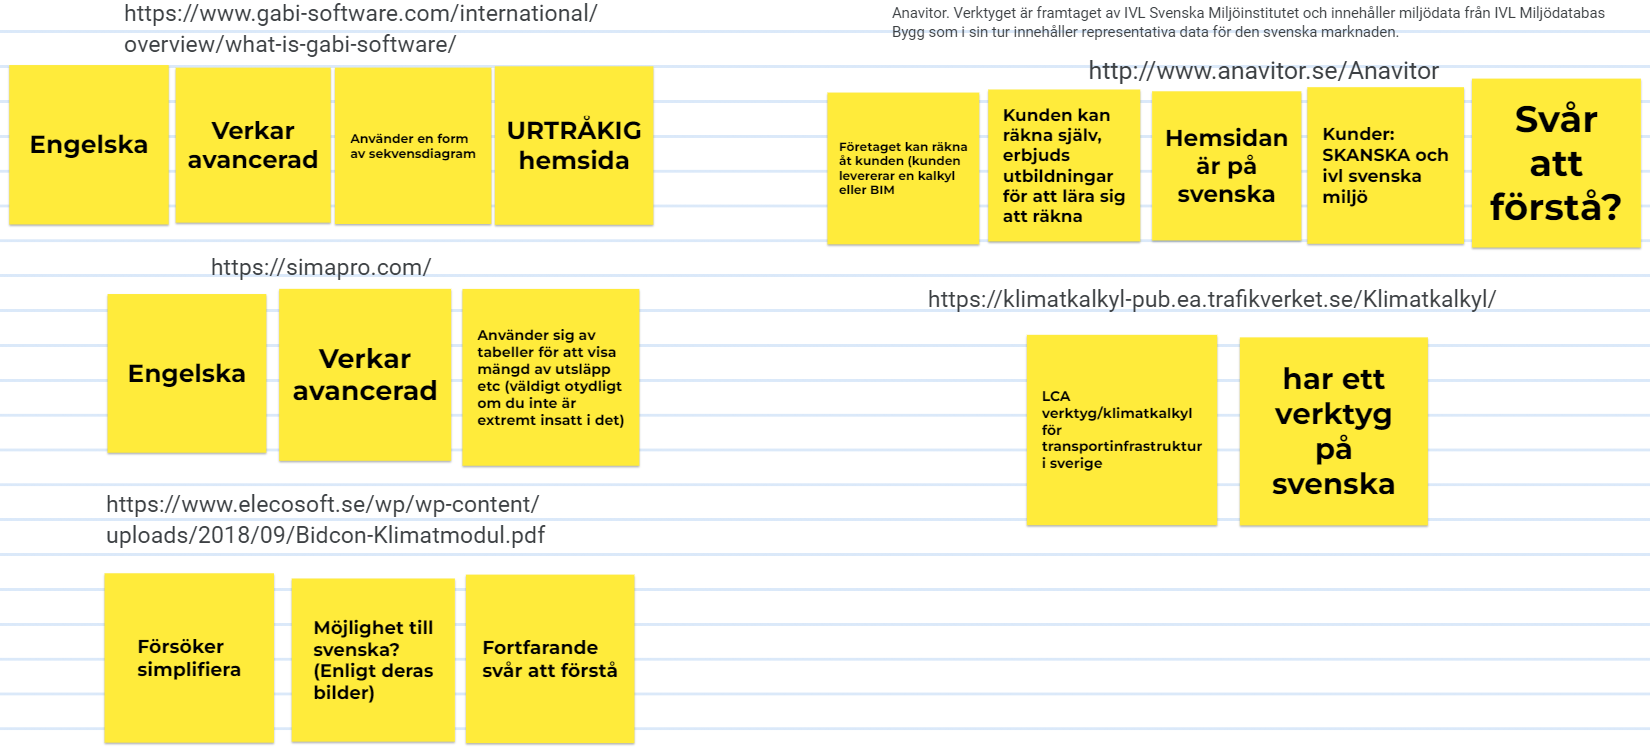 https://www.gabi-software.com/international/
overview/what-is-gabi-software/
Engelska
Verkar
avancerad
Använder en form
av sekvensdiagram
URTRÅKIG
hemsida
Anavitor. Verktyget är framtaget av IVL Svenska Miljöinstitutet och innehåller miljödata från IVL Miljödatabas
Bygg som i sin tur innehåller representativa data för den svenska marknaden.
http://www.anavitor.se/Anavitor
Företaget kan räkna
åt kunden (kunden
levererar en kalkyl
eller BIM
Kunden kan
räkna själv,
erbjuds
utbildningar
för att lära sig
att räkna
Hemsidan
är på
svenska
Kunder:
SKANSKA och
ivl svenska
miljö
Svår
att
förstå?
https://simapro.com/
Engelska
Verkar
avancerad
Använder sig av
tabeller för att visa
mängd av utsläpp
etc (väldigt otydligt
om du inte är
extremt insatt i det)
https://klimatkalkyl-pub.ea.trafikverket.se/Klimatkalkyl/
LCA
verktyg/klimatkalkyl
för
transportinfrastruktur
i sverige
har ett
verktyg
på
svenska
https://www.elecosoft.se/wp/wp-content/
uploads/2018/09/Bidcon-Klimatmodul.pdf
Försöker
simplifiera
Möjlighet till
svenska?
(Enligt deras
bilder)
Fortfarande
svår att förstå